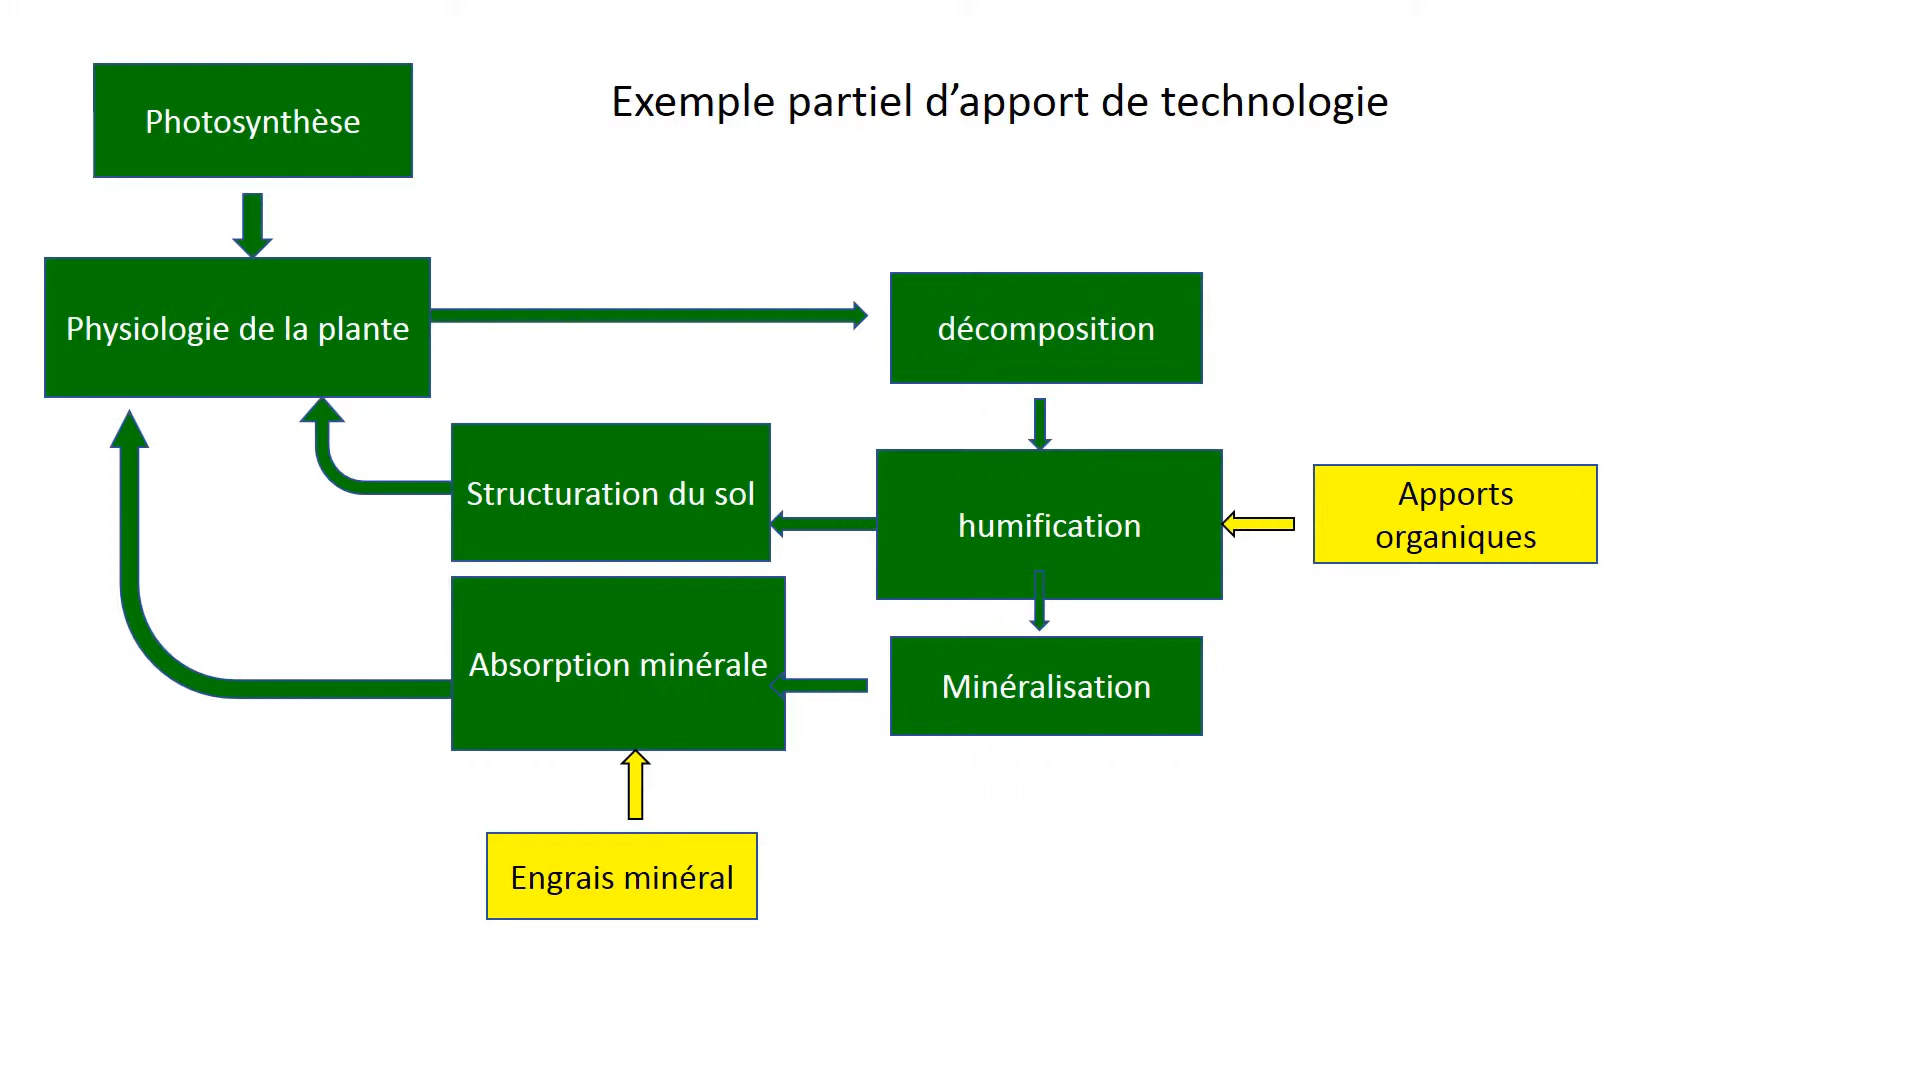 Exemple partiel d’apport de technologie
Photosynthèse
Physiologie de la plante
décomposition
Structuration du sol
humification
Apports
organiques
Absorption minérale
Minéralisation
Engrais minéral